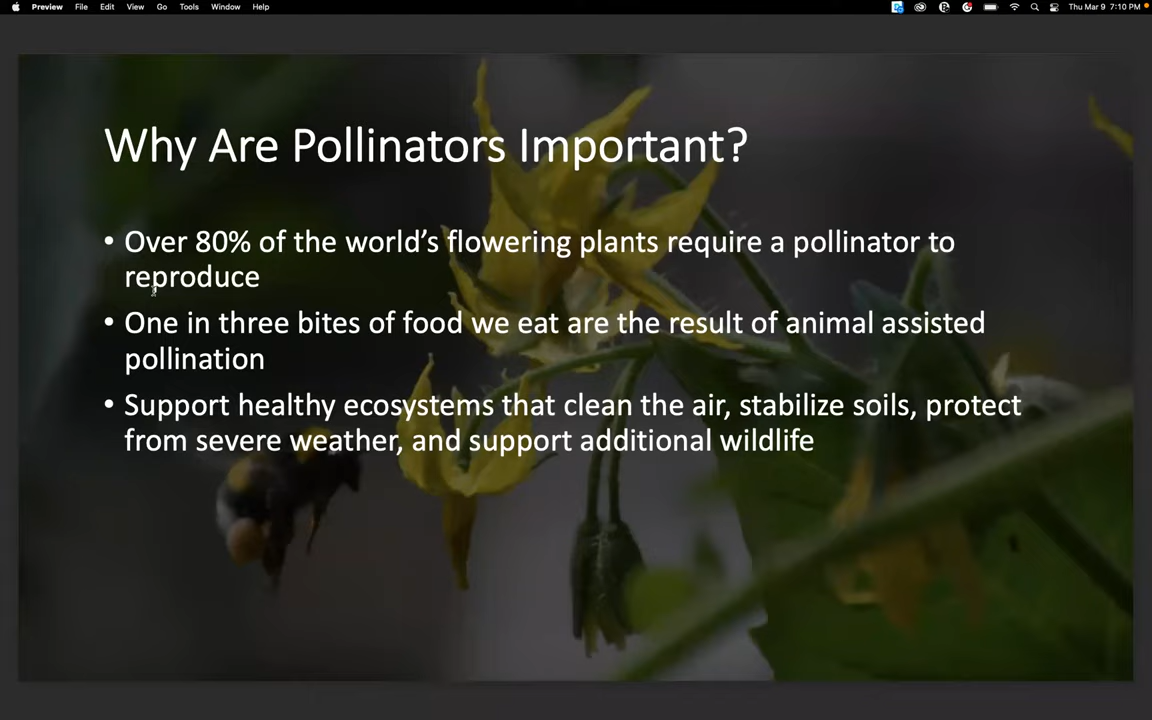 Preview File Edit View Go Tools Window Help Thu Mar 9 7:10 PM
Why Are Pollinators Important?
• Over 80% of the world’s flowering plants require a pollinator to
reproduce
• One in three bites of food we eat are the result of animal assisted
pollination
• Support healthy ecosystems that clean the air, stabilize soils, protect
from severe weather, and support additional wildlife